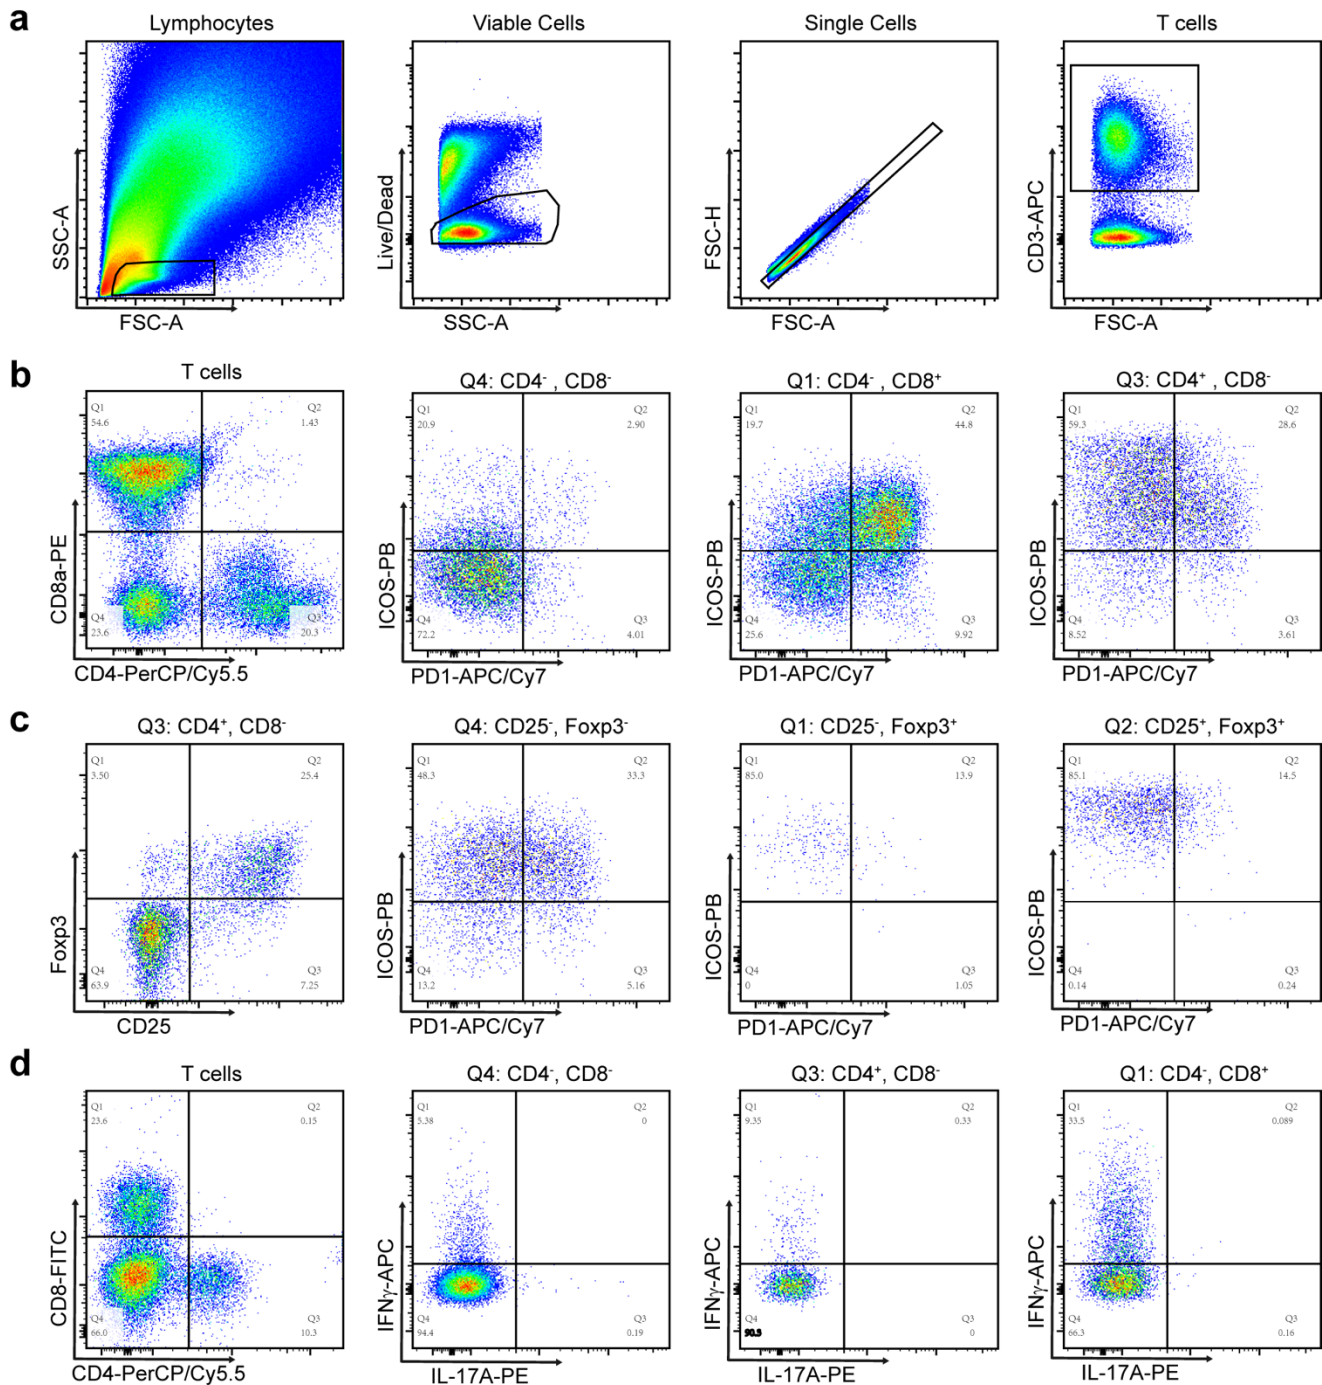 a
Lymphocytes
Viable Cells
Single Cells
T cells
SSC-A
FSC-A
Live/Dead
SSC-A
FSC-H
FSC-A
CD3-APC
FSC-A
b
T cells
Q1
54.6
Q2
1.43
Q4
23.6
Q3
20.3
CD8a-PE
CD4-PerCP/Cy5.5
Q4: CD4⁻ , CD8⁻
Q1
20.9
Q2
2.90
Q4
72.2
Q3
4.01
ICOS-PB
PD1-APC/Cy7
Q1: CD4⁻ , CD8⁺
Q1
19.7
Q2
44.8
Q4
25.6
Q3
9.92
ICOS-PB
PD1-APC/Cy7
Q3: CD4⁺ , CD8⁻
Q1
59.3
Q2
28.6
Q4
8.52
Q3
3.61
ICOS-PB
PD1-APC/Cy7
c
Q3: CD4⁺, CD8⁻
Q1
3.50
Q2
25.4
Q4
63.9
Q3
7.25
Foxp3
CD25
Q4: CD25⁻, Foxp3⁻
Q1
48.3
Q2
33.3
Q4
13.2
Q3
5.16
ICOS-PB
PD1-APC/Cy7
Q1: CD25⁻, Foxp3⁺
Q1
85.0
Q2
13.9
Q4
0
Q3
1.05
ICOS-PB
PD1-APC/Cy7
Q2: CD25⁺, Foxp3⁺
Q1
85.1
Q2
14.5
Q4
0.14
Q3
0.24
ICOS-PB
PD1-APC/Cy7
d
T cells
Q1
23.6
Q2
0.15
Q4
66.0
Q3
10.3
CD8-FITC
CD4-PerCP/Cy5.5
Q4: CD4⁻, CD8⁻
Q1
5.38
Q2
0
Q4
94.4
Q3
0.19
IFNγ-APC
IL-17A-PE
Q3: CD4⁺, CD8⁻
Q1
9.35
Q2
0.33
Q4
Q3
0
IFNγ-APC
IL-17A-PE
Q1: CD4⁻, CD8⁺
Q1
33.5
Q2
0.089
Q4
66.3
Q3
0.16
IFNγ-APC
IL-17A-PE